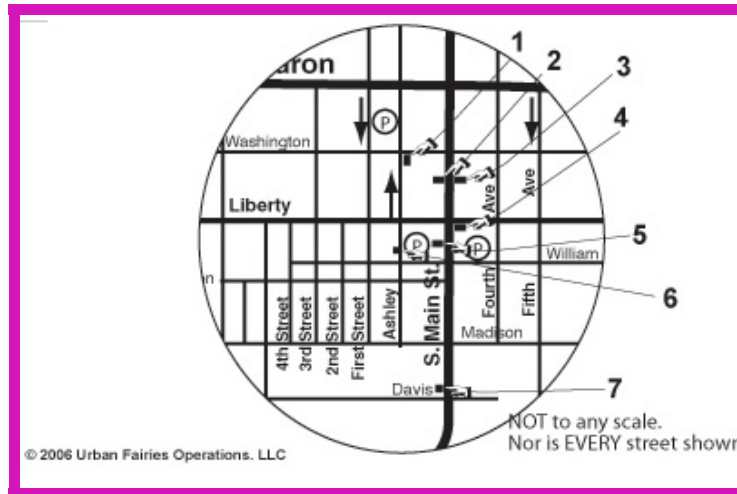 1
2
3
4
5
6
7
uron
P
Washington
Liberty
Ave
Ave
P
P
William
n
4th Street
3rd Street
2nd Street
First Street
Ashley
S. Main St.
Fourth
Fifth
Madison
Davis
NOT to any scale.
Nor is EVERY street shown
© 2006 Urban Fairies Operations. LLC